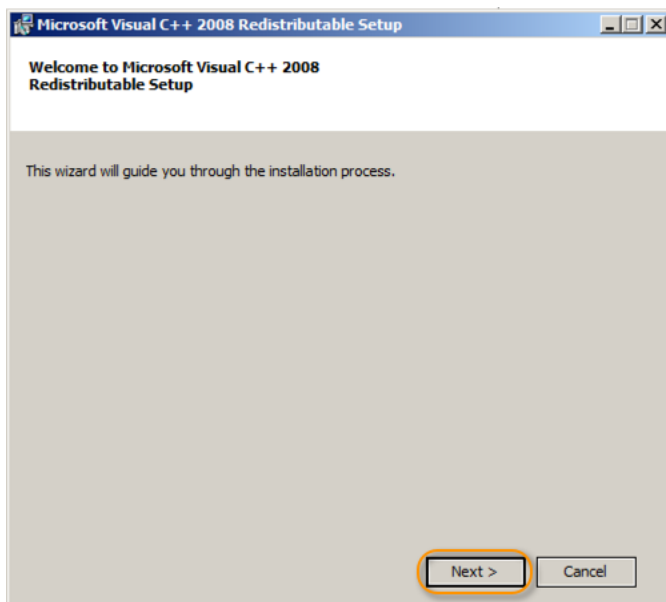 Microsoft Visual C++ 2008 Redistributable Setup
Welcome to Microsoft Visual C++ 2008
Redistributable Setup
This wizard will guide you through the installation process.
Next > Cancel